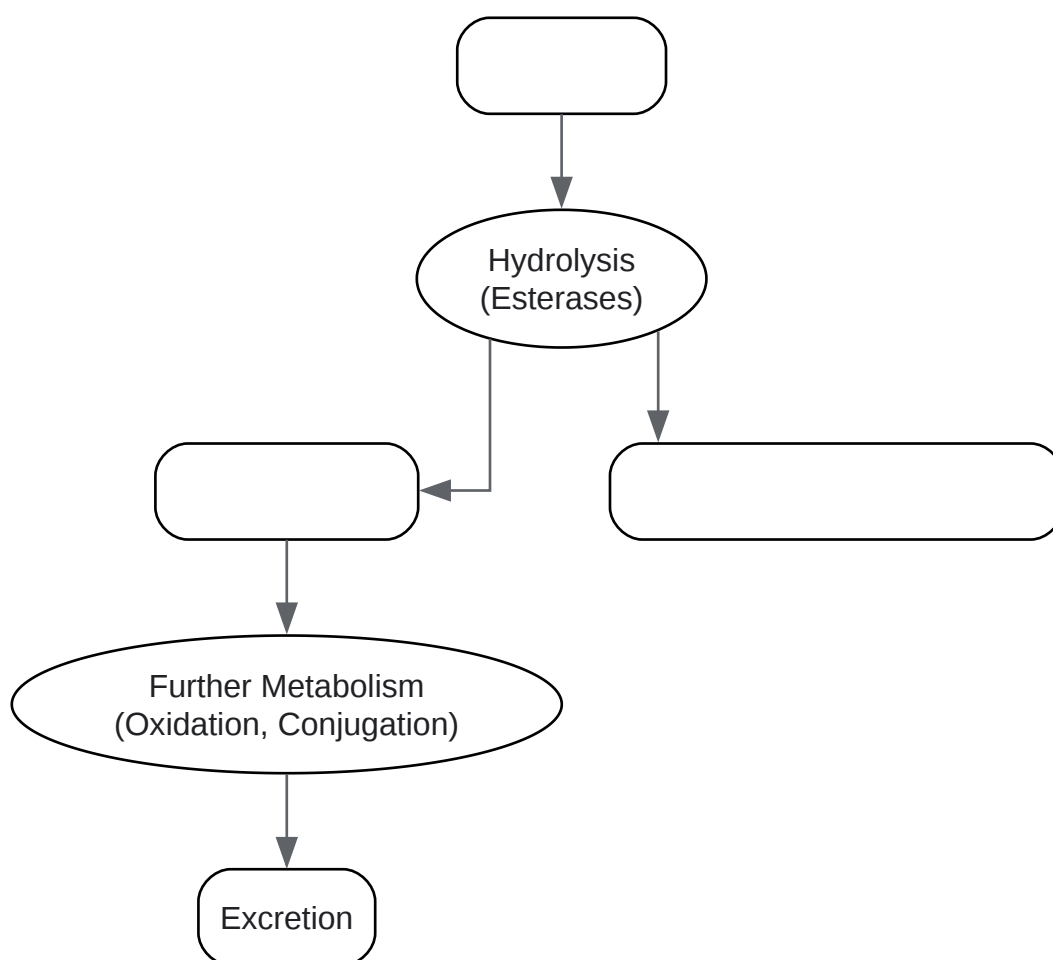 Hydrolysis
(Esterases)
Further Metabolism
(Oxidation, Conjugation)
Excretion